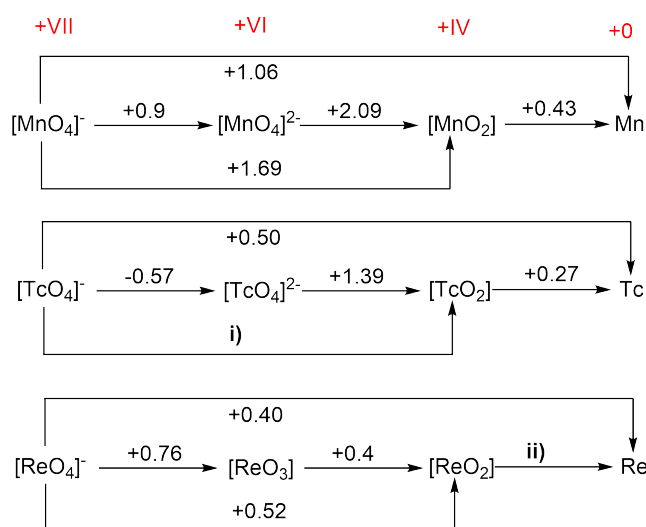 +VII +VI +IV +0
+1.06
[MnO4]- +0.9 [MnO4]2- +2.09 [MnO2] +0.43 Mn
+1.69
+0.50
[TcO4]- -0.57 [TcO4]2- +1.39 [TcO2] +0.27 Tc
i)
+0.40
[ReO4]- +0.76 [ReO3] +0.4 [ReO2] ii) Re
+0.52